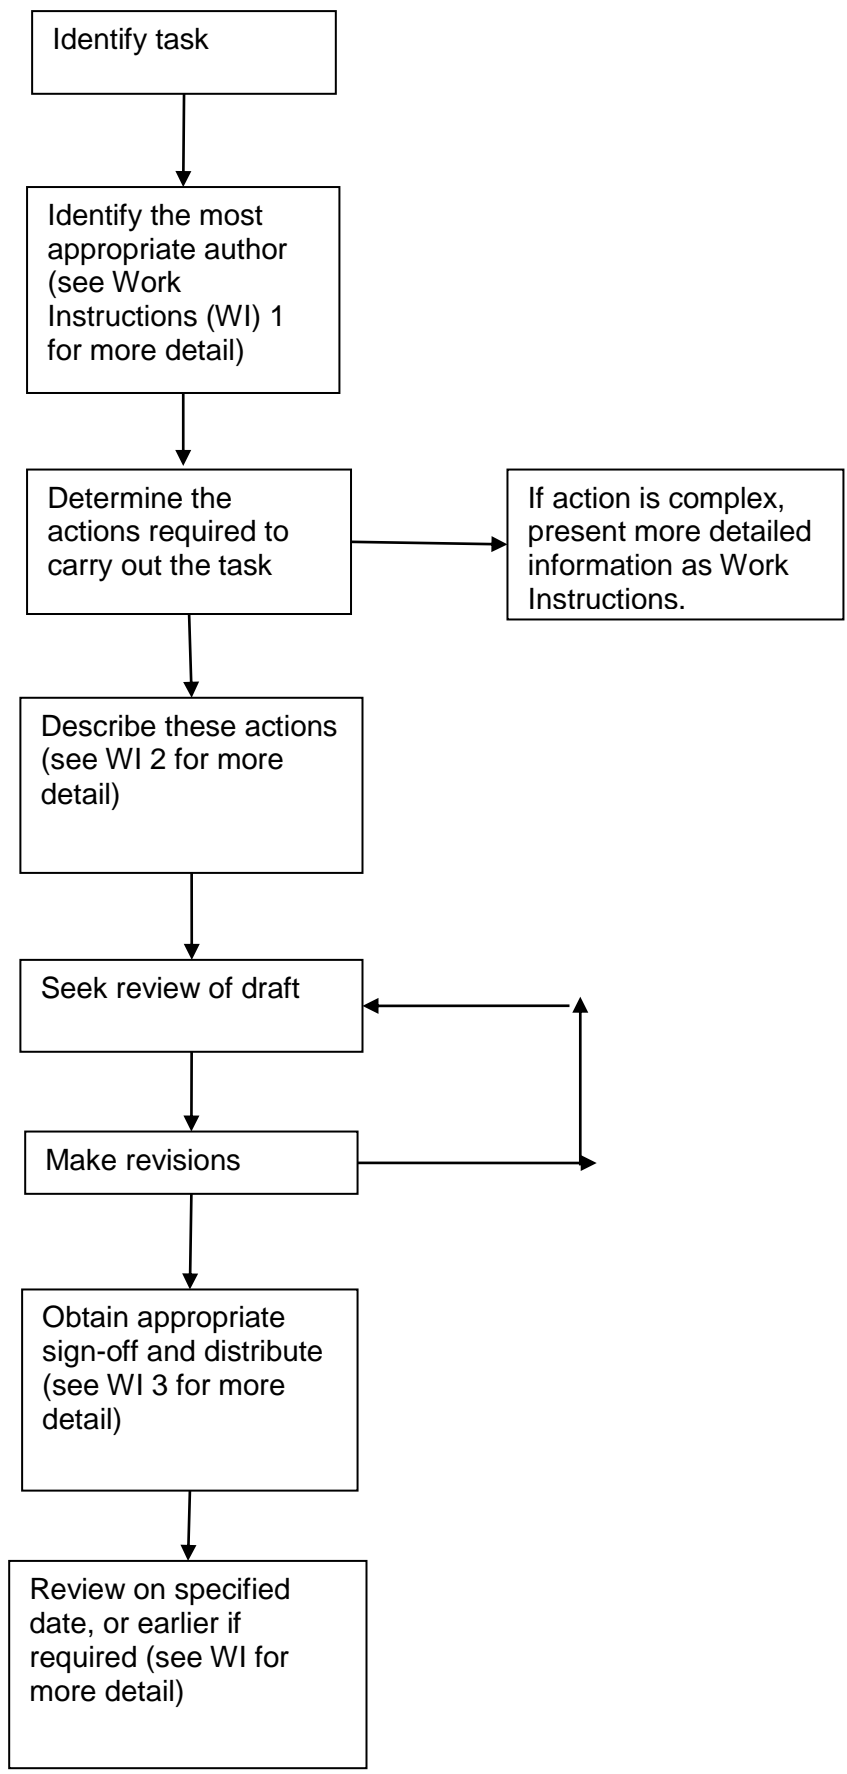 Identify task
Identify the most
appropriate author
(see Work
Instructions (WI) 1
for more detail)
Determine the
actions required to
carry out the task
If action is complex,
present more detailed
information as Work
Instructions.
Describe these actions
(see WI 2 for more
detail)
Seek review of draft
Make revisions
Obtain appropriate
sign-off and distribute
(see WI 3 for more
detail)
Review on specified
date, or earlier if
required (see WI for
more detail)